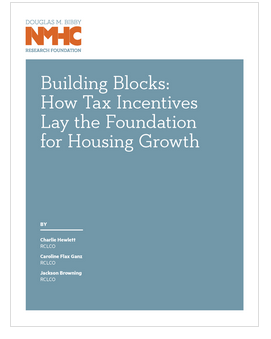 DOUGLAS M. BIBBY
NMHC
RESEARCH FOUNDATION
Building Blocks:
How Tax Incentives
Lay the Foundation
for Housing Growth
BY
Charlie Hewlett
RCLCO
Caroline Flax Ganz
RCLCO
Jackson Browning
RCLCO